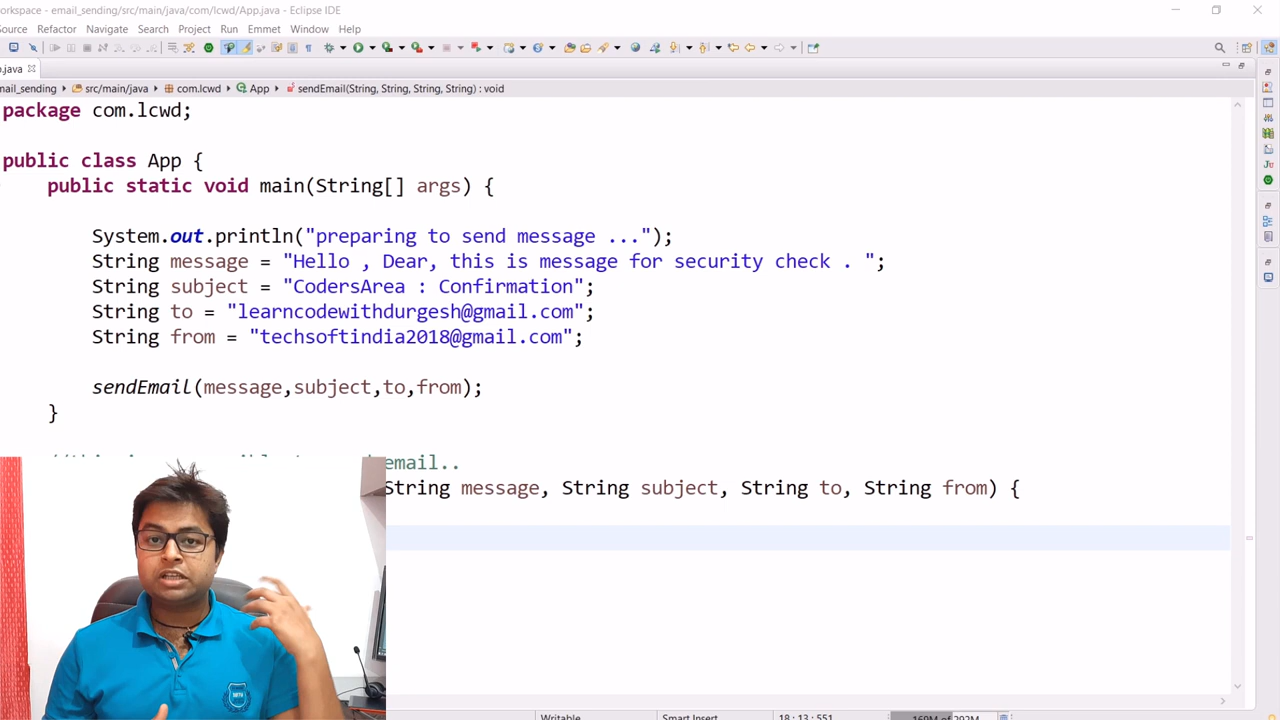 workspace - email_sending/src/main/java/com/lcwd/App.java - Eclipse IDE
Source Refactor Navigate Search Project Run Emmet Window Help
.java
mail_sending src/main/java com.lcwd App sendEmail(String, String, String, String) : void
package com.lcwd;
public class App {
public static void main(String[] args) {
System.out.println("preparing to send message ...");
String message = "Hello , Dear, this is message for security check . ";
String subject = "CodersArea : Confirmation";
String to = "learncodewithdurgesh@gmail.com";
String from = "techsoftindia2018@gmail.com";
sendEmail(message,subject,to,from);
}
email..
String message, String subject, String to, String from) {
Writable Smart Insert 18 : 13 : 551 169M of 292M